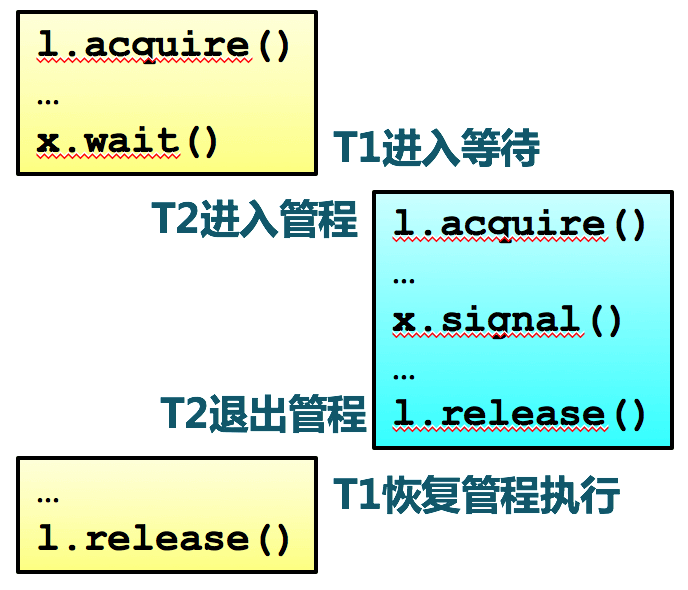 l.acquire()
…
x.wait()
T1进入等待
T2进入管程
l.acquire()
…
x.signal()
…
l.release()
T2退出管程
T1恢复管程执行
…
l.release()